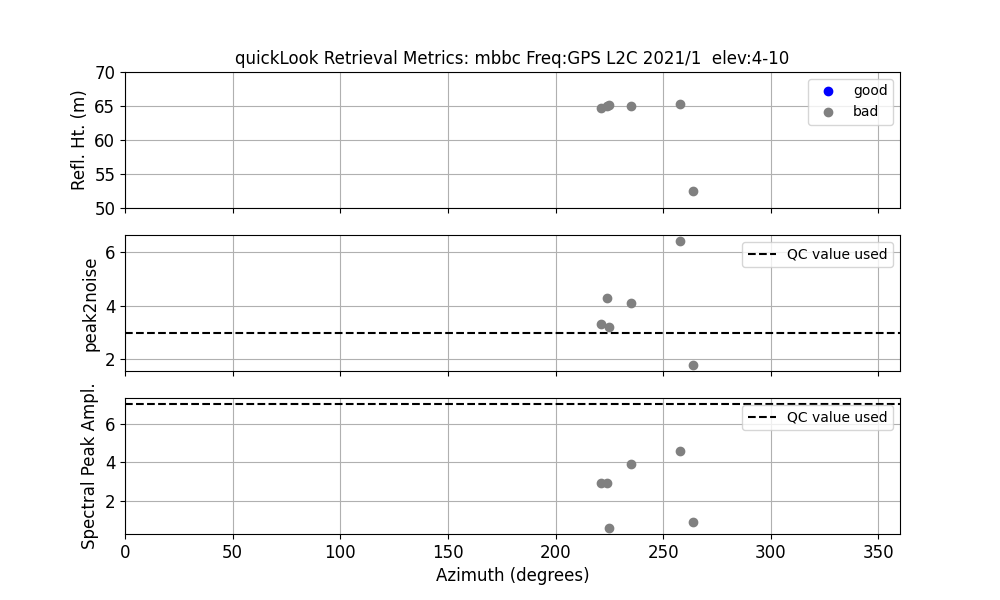 quickLook Retrieval Metrics: mbbc Freq:GPS L2C 2021/1  elev:4-10
70
65
60
55
50
Refl. Ht. (m)
good
bad
6
4
2
peak2noise
QC value used
6
4
2
Spectral Peak Ampl.
QC value used
0 50 100 150 200 250 300 350
Azimuth (degrees)